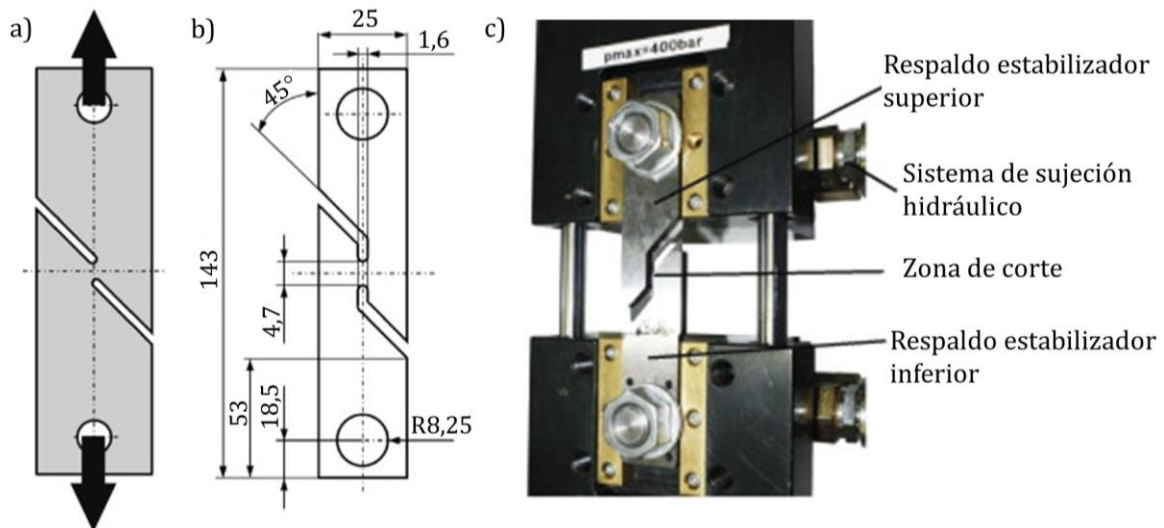 a)
b)
25
1,6
45°
143
4,7
53
18,5
R8,25
c)
pmax=400bar
Respaldo estabilizador
superior
Sistema de sujeción
hidráulico
Zona de corte
Respaldo estabilizador
inferior